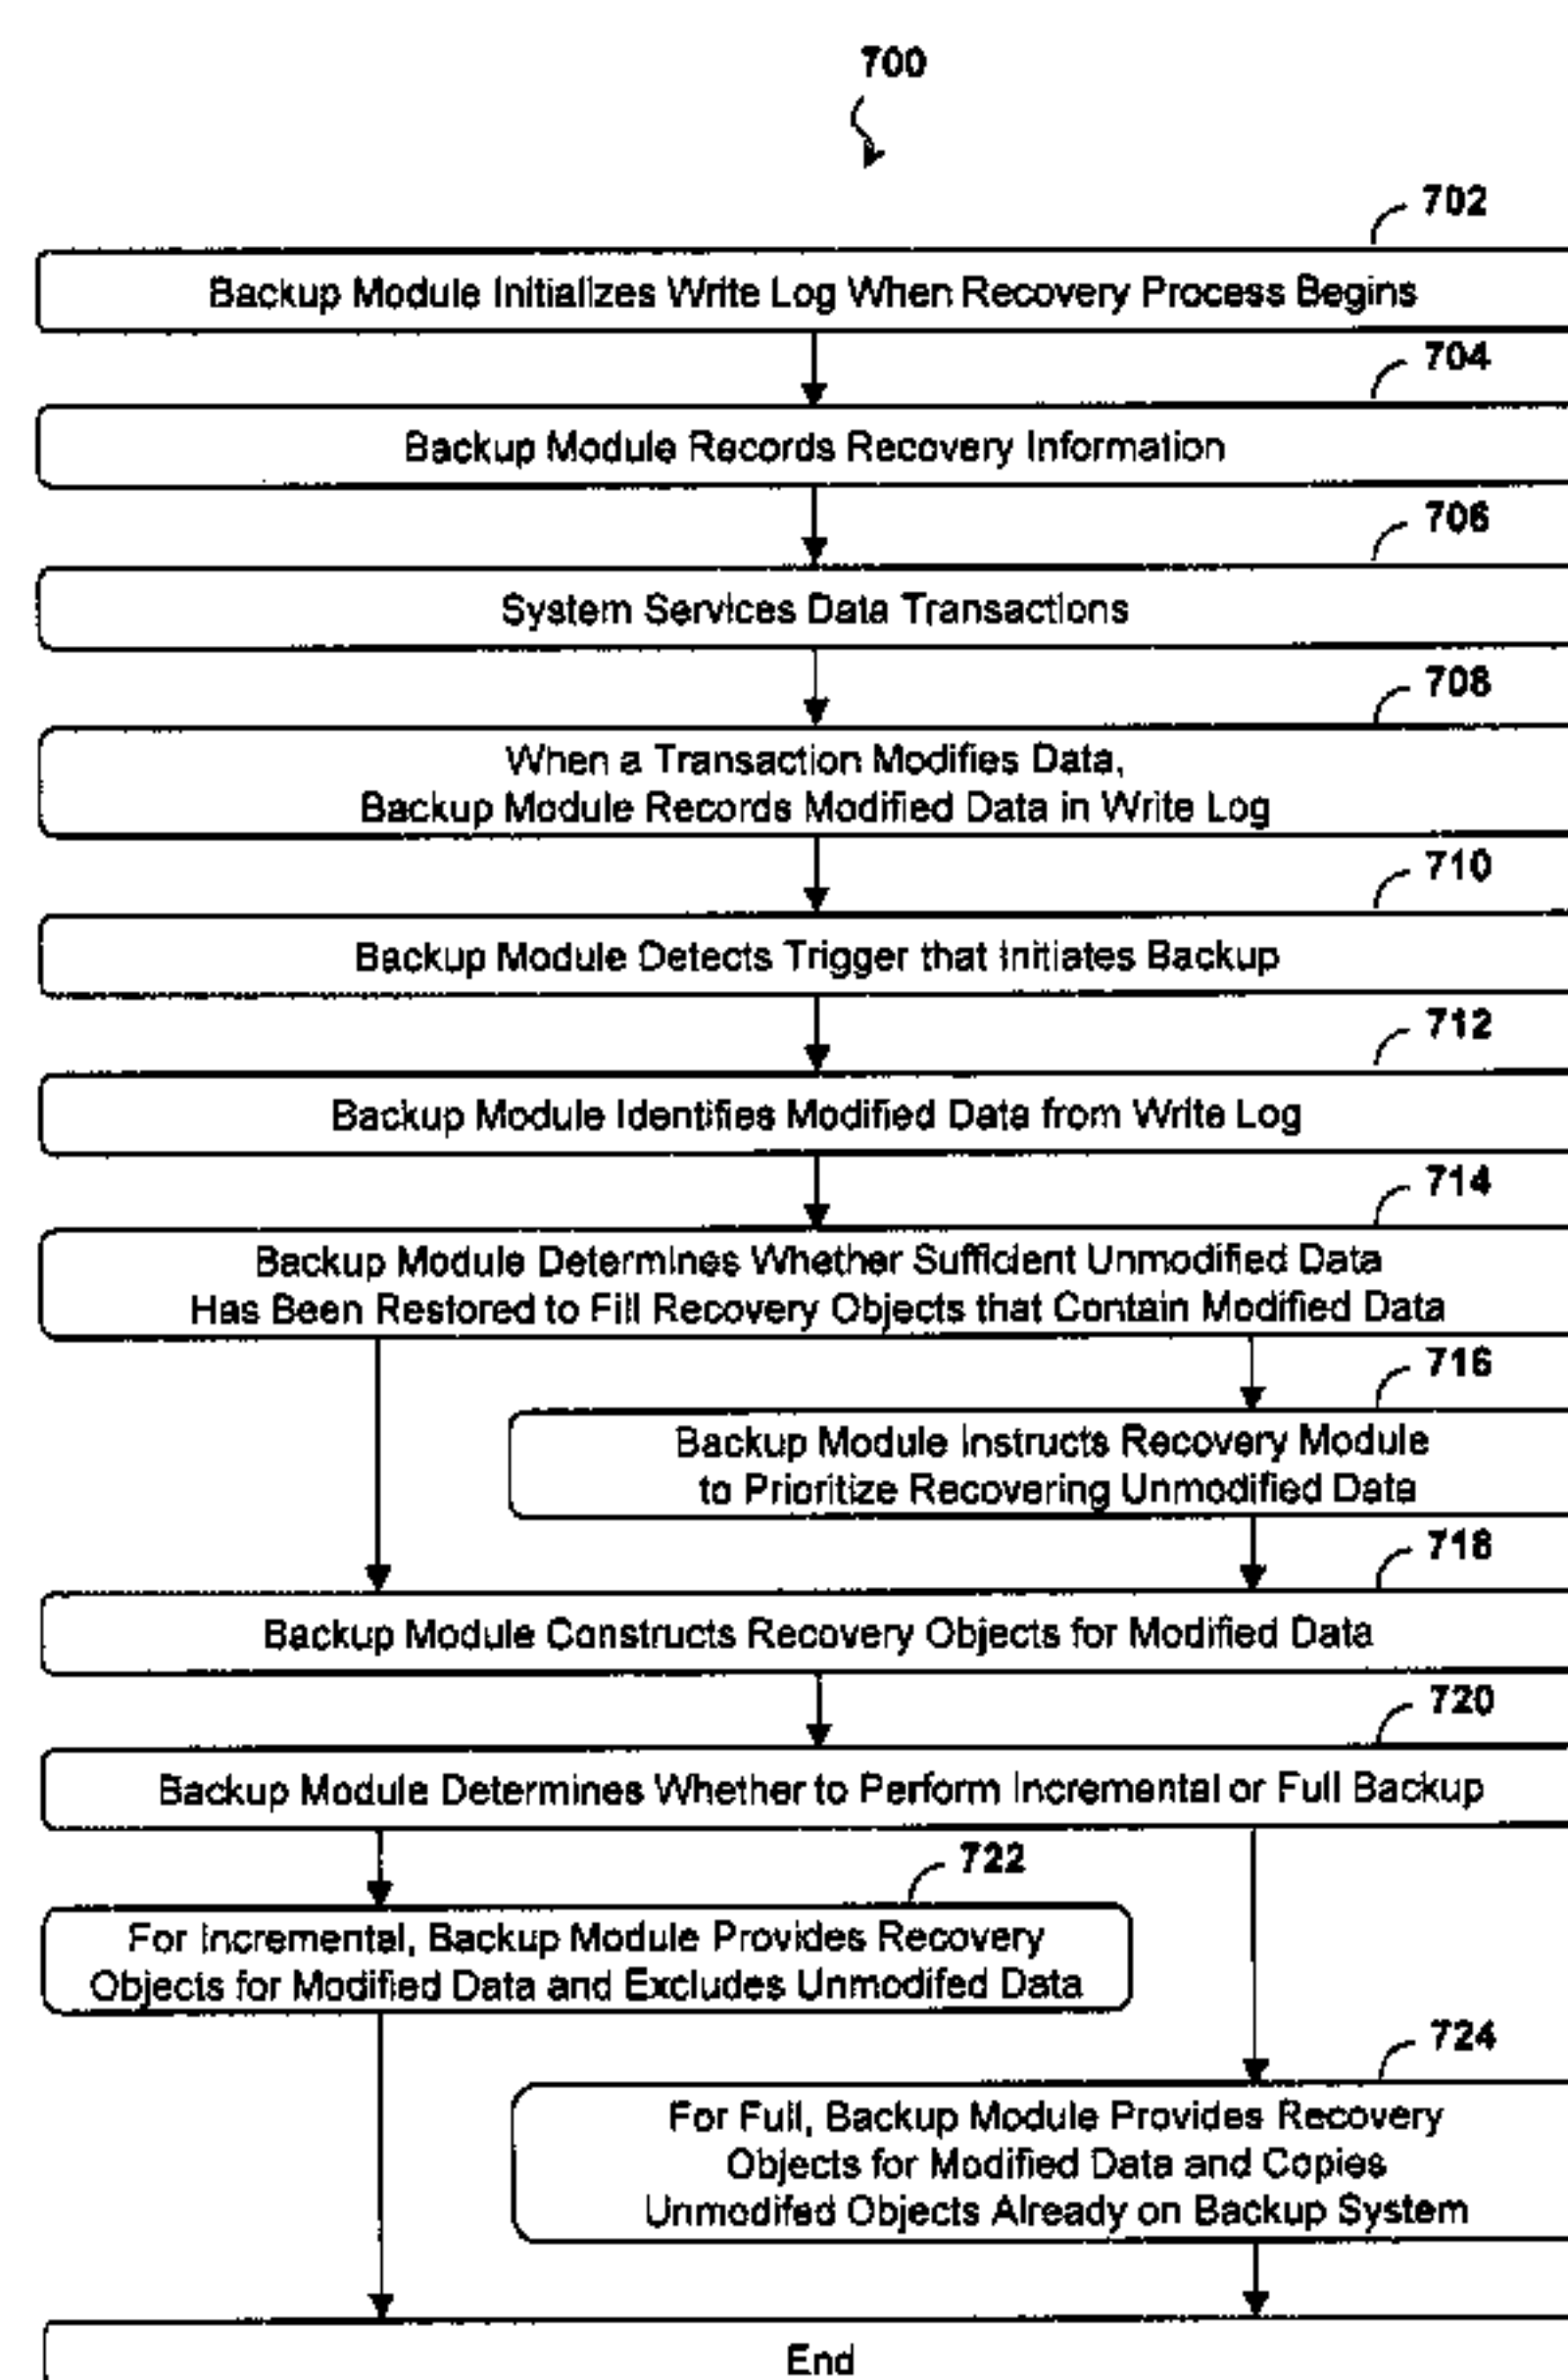 700
702
Backup Module Initializes Write Log When Recovery Process Begins
704
Backup Module Records Recovery Information
706
System Services Data Transactions
708
When a Transaction Modifies Data,
Backup Module Records Modified Data in Write Log
710
Backup Module Detects Trigger that Initiates Backup
712
Backup Module Identifies Modified Data from Write Log
714
Backup Module Determines Whether Sufficient Unmodified Data
Has Been Restored to Fill Recovery Objects that Contain Modified Data
716
Backup Module Instructs Recovery Module
to Prioritize Recovering Unmodified Data
718
Backup Module Constructs Recovery Objects for Modified Data
720
Backup Module Determines Whether to Perform Incremental or Full Backup
722
For Incremental, Backup Module Provides Recovery
Objects for Modified Data and Excludes Unmodifed Data
724
For Full, Backup Module Provides Recovery
Objects for Modified Data and Copies
Unmodifed Objects Already on Backup System
End